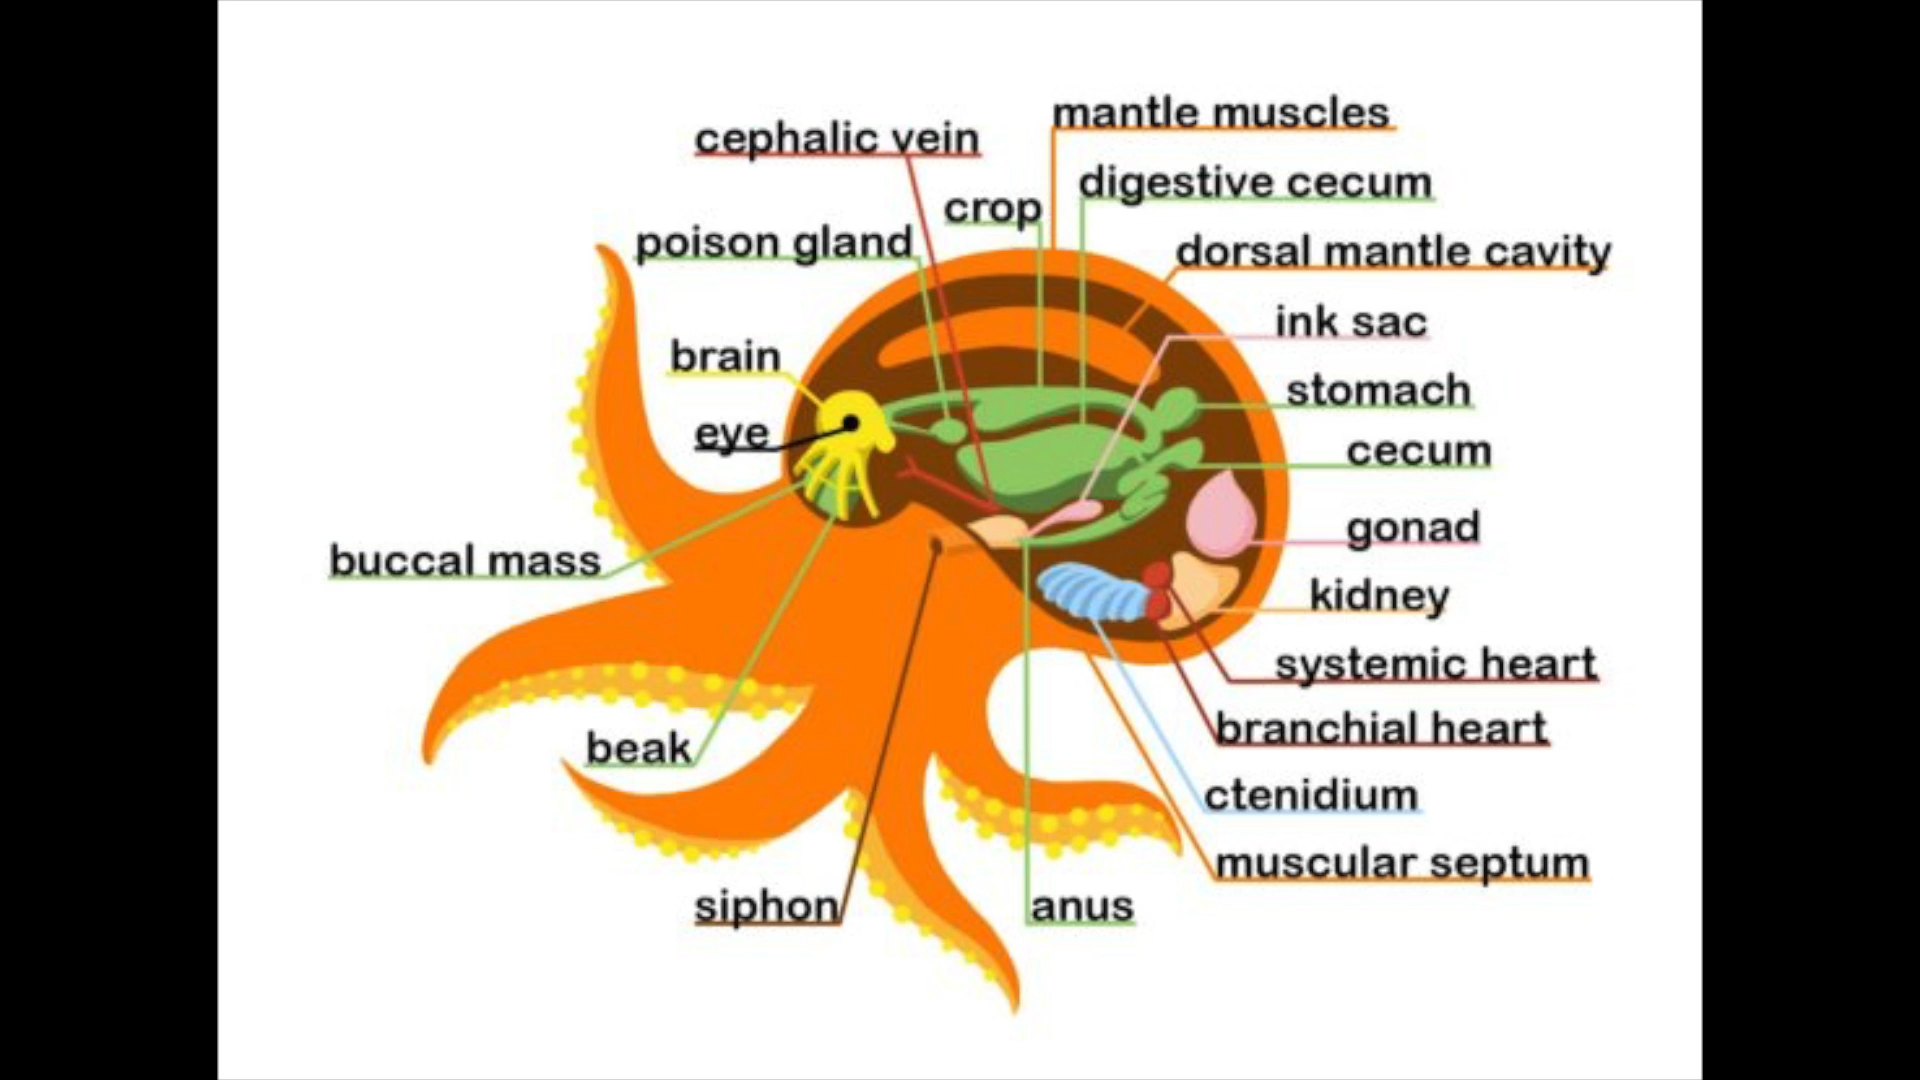 mantle muscles
cephalic vein
digestive cecum
crop
poison gland
dorsal mantle cavity
ink sac
brain
stomach
eye
cecum
gonad
buccal mass
kidney
systemic heart
branchial heart
beak
ctenidium
muscular septum
siphon
anus